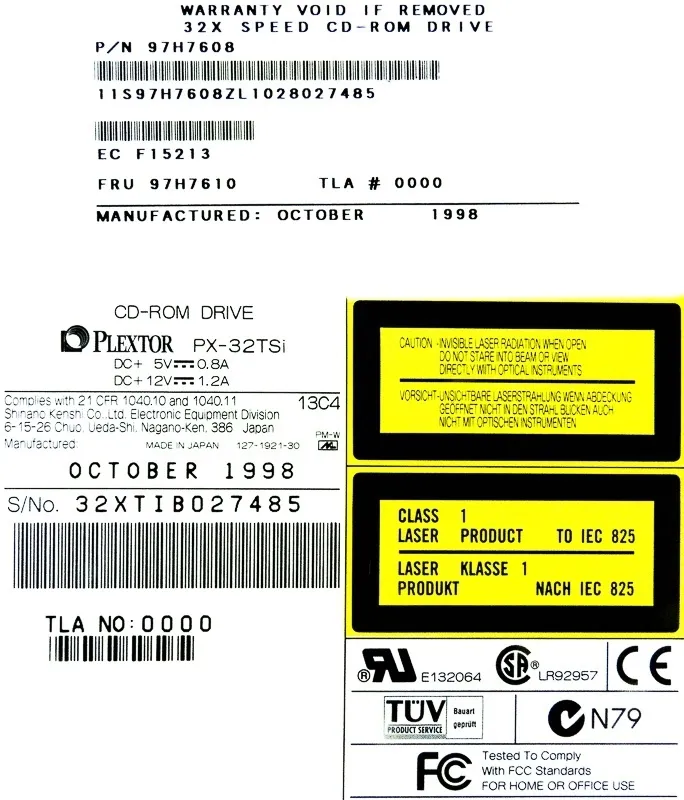 WARRANTY VOID IF REMOVED
32X SPEED CD-ROM DRIVE
P/N 97H7608
11S97H7608ZL1028027485
EC F15213
FRU 97H7610 TLA # 0000
MANUFACTURED: OCTOBER 1998
CD-ROM DRIVE
PLEXTOR PX-32TSi
DC+ 5V 0.8A
DC+ 12V 1.2A
Complies with 21 CFR 1040.10 and 1040.11 13C4
Shinano Kenshi Co.,Ltd. Electronic Equipment Division
6-15-26 Chuo, Ueda-Shi, Nagano-Ken, 386 Japan
PM-W
Manufactured: MADE IN JAPAN 127-1921-30
OCTOBER 1998
S/No. 32XTIB027485
TLA NO:0000
CAUTION -INVISIBLE LASER RADIATION WHEN OPEN
DO NOT STARE INTO BEAM OR VIEW
DIRECTLY WITH OPTICAL INSTRUMENTS
VORSICHT-UNSICHTBARE LASERSTRAHLUNG WENN ABDECKUNG
GEÖFFNET NICHT IN DEN STRAHL BLICKEN AUCH
NICHT MIT OPTISCHEN INSTRUMENTEN
CLASS 1
LASER PRODUCT TO IEC 825
LASER KLASSE 1
PRODUKT NACH IEC 825
®RU E132064 SA® LR92957 CE
TÜV Bauart
PRODUCT SERVICE geprüft
N79
FC Tested To Comply
With FCC Standards
FOR HOME OR OFFICE USE